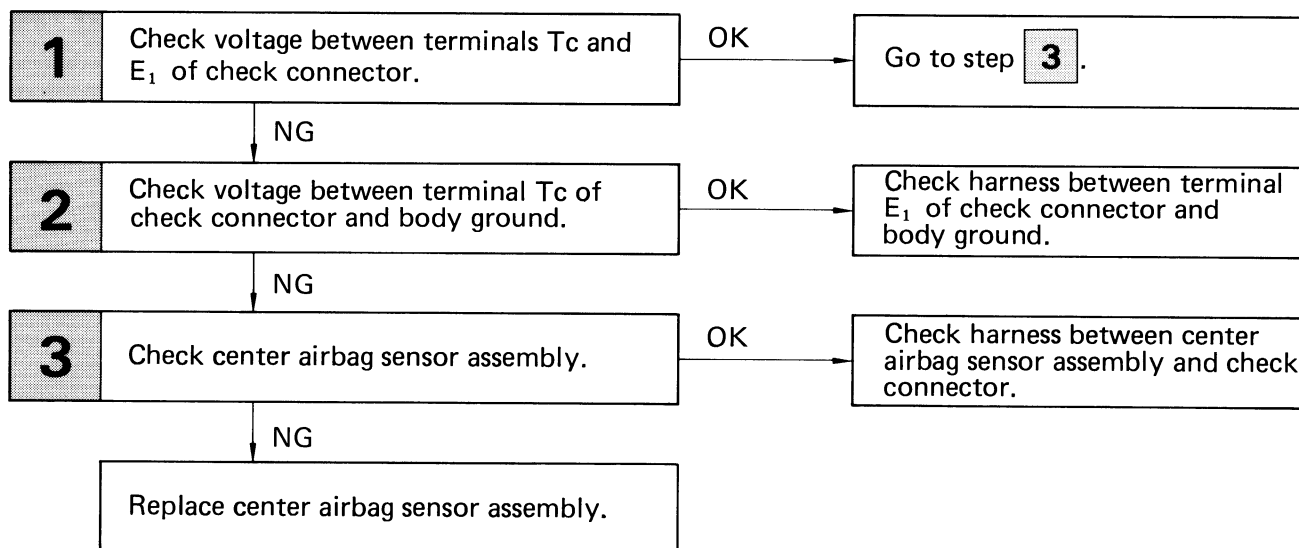 1
Check voltage between terminals Tc and
E₁ of check connector.
OK
Go to step 3.
NG
2
Check voltage between terminal Tc of
check connector and body ground.
OK
Check harness between terminal
E₁ of check connector and
body ground.
NG
3
Check center airbag sensor assembly.
OK
Check harness between center
airbag sensor assembly and check
connector.
NG
Replace center airbag sensor assembly.